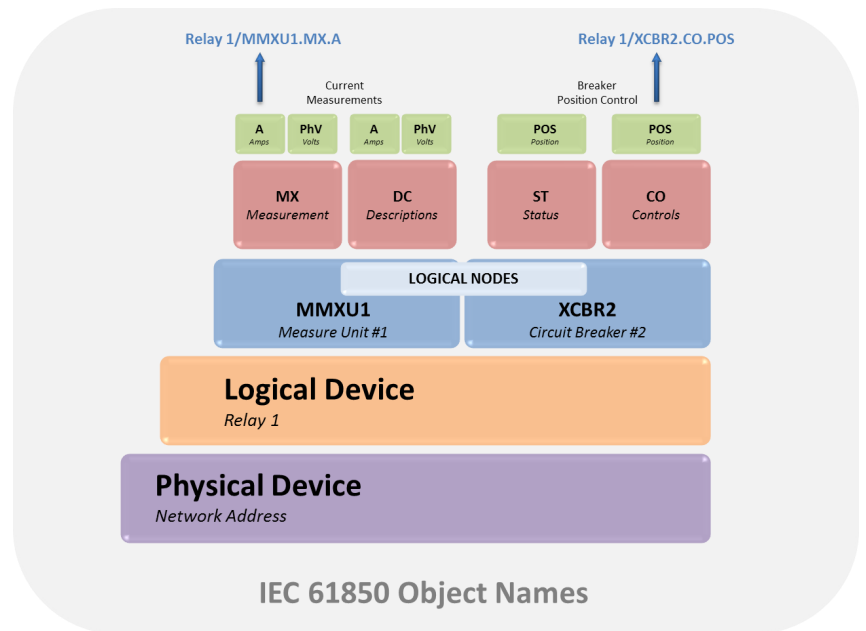 Relay 1/MMXU1.MX.A
Relay 1/XCBR2.CO.POS
Current
Measurements
Breaker
Position Control
A
Amps
PhV
Volts
A
Amps
PhV
Volts
POS
Position
POS
Position
MX
Measurement
DC
Descriptions
ST
Status
CO
Controls
LOGICAL NODES
MMXU1
Measure Unit #1
XCBR2
Circuit Breaker #2
Logical Device
Relay 1
Physical Device
Network Address
IEC 61850 Object Names